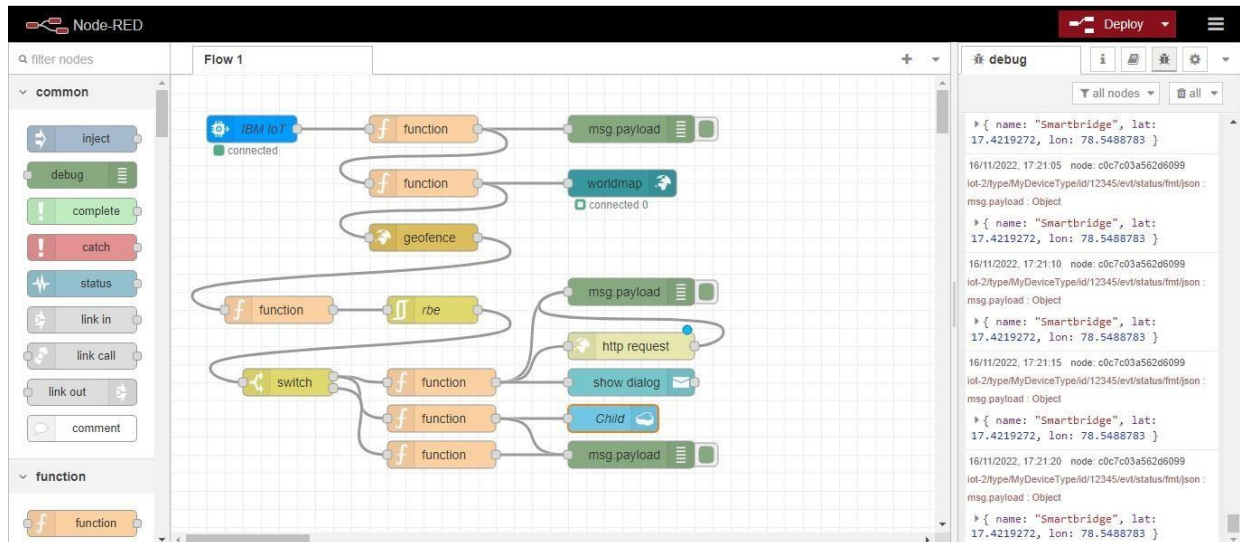 Node-RED
Deploy
filter nodes
common
inject
debug
complete
catch
status
link in
link call
link out
comment
function
function
Flow 1
IBM IoT
connected
function
msg.payload
function
worldmap
connected 0
geofence
msg.payload
function
rbe
http request
switch
function
show dialog
function
Child
function
msg.payload
debug
i
all nodes
all
{ name: "Smartbridge", lat:
17.4219272, lon: 78.5488783 }
16/11/2022, 17:21:05 node: c0c7c03a562d6099
iot-2/type/MyDeviceType/id/12345/evt/status/fmt/json :
msg.payload : Object
{ name: "Smartbridge", lat:
17.4219272, lon: 78.5488783 }
16/11/2022, 17:21:10 node: c0c7c03a562d6099
iot-2/type/MyDeviceType/id/12345/evt/status/fmt/json :
msg.payload : Object
{ name: "Smartbridge", lat:
17.4219272, lon: 78.5488783 }
16/11/2022, 17:21:15 node: c0c7c03a562d6099
iot-2/type/MyDeviceType/id/12345/evt/status/fmt/json :
msg.payload : Object
{ name: "Smartbridge", lat:
17.4219272, lon: 78.5488783 }
16/11/2022, 17:21:20 node: c0c7c03a562d6099
iot-2/type/MyDeviceType/id/12345/evt/status/fmt/json :
msg.payload : Object
{ name: "Smartbridge", lat:
17.4219272, lon: 78.5488783 }